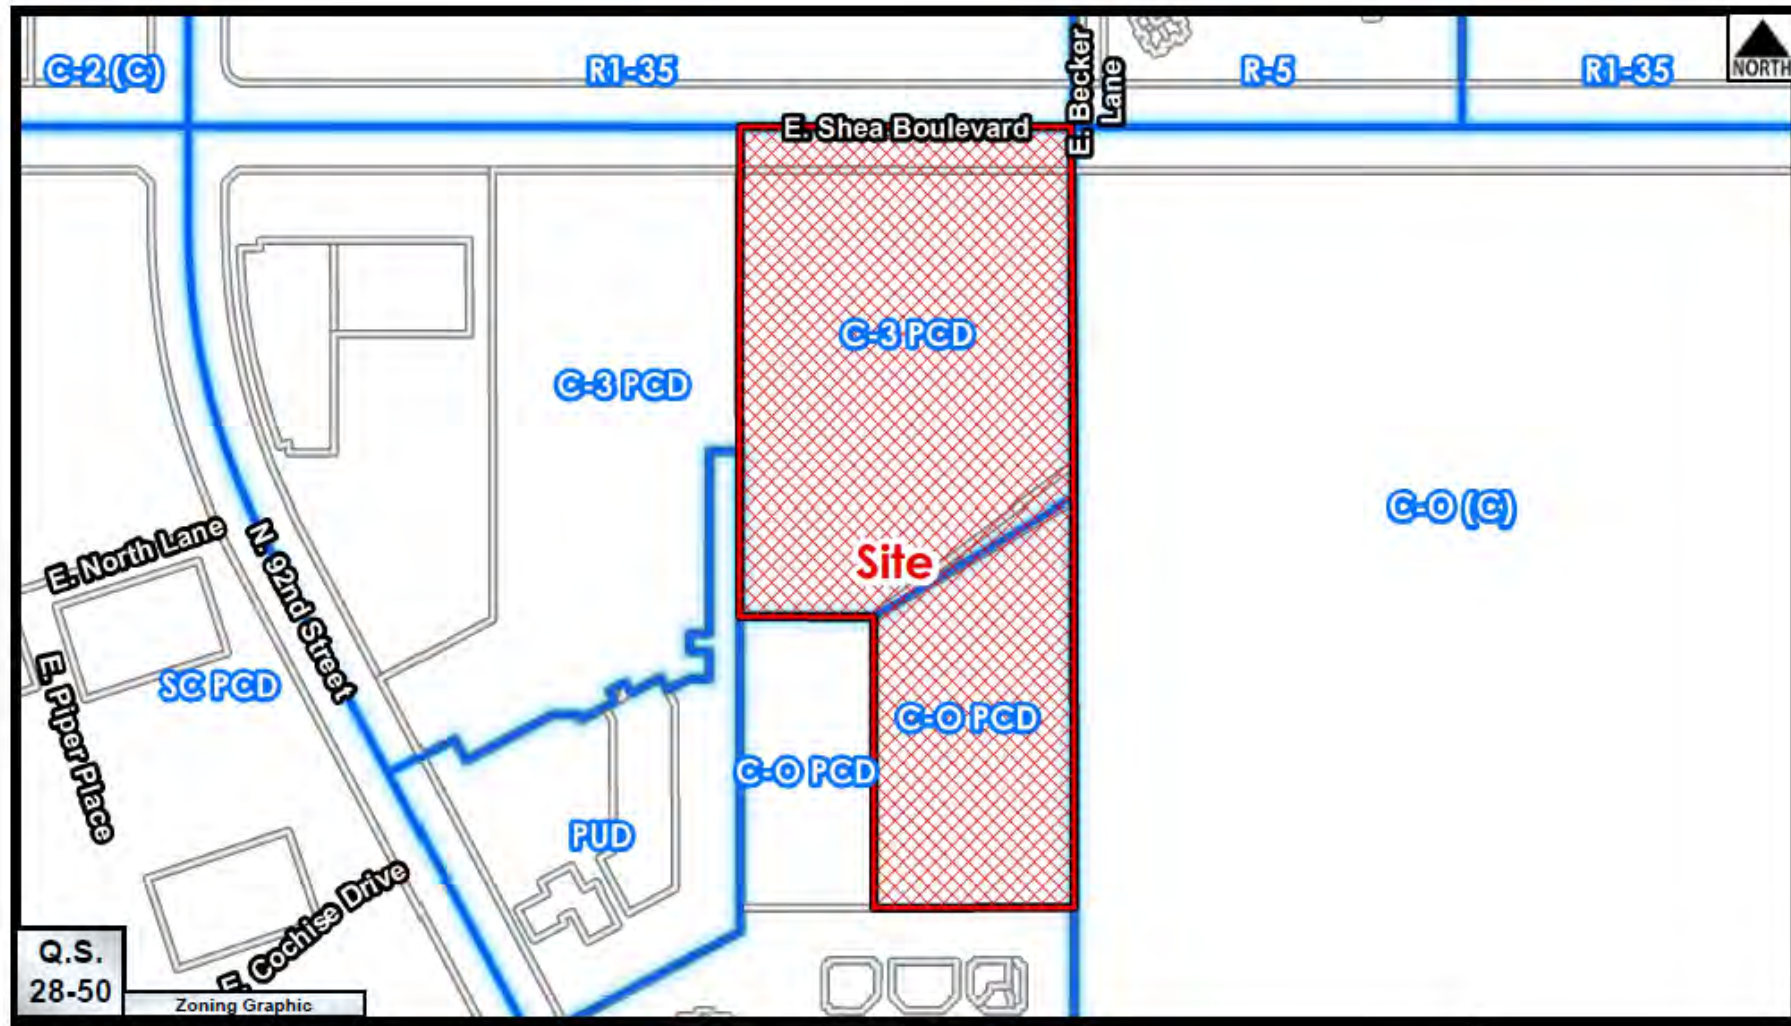 C-2 (C)
R1-35
E. Becker
Lane
R-5
R1-35
NORTH
E. Shea Boulevard
C-3 PCD
C-3 PCD
C-O (C)
E. North Lane
N. 92nd Street
Site
SC PCD
E. Piper Place
C-O PCD
C-O PCD
PUD
E. Cochise Drive
Q.S.
28-50
Zoning Graphic